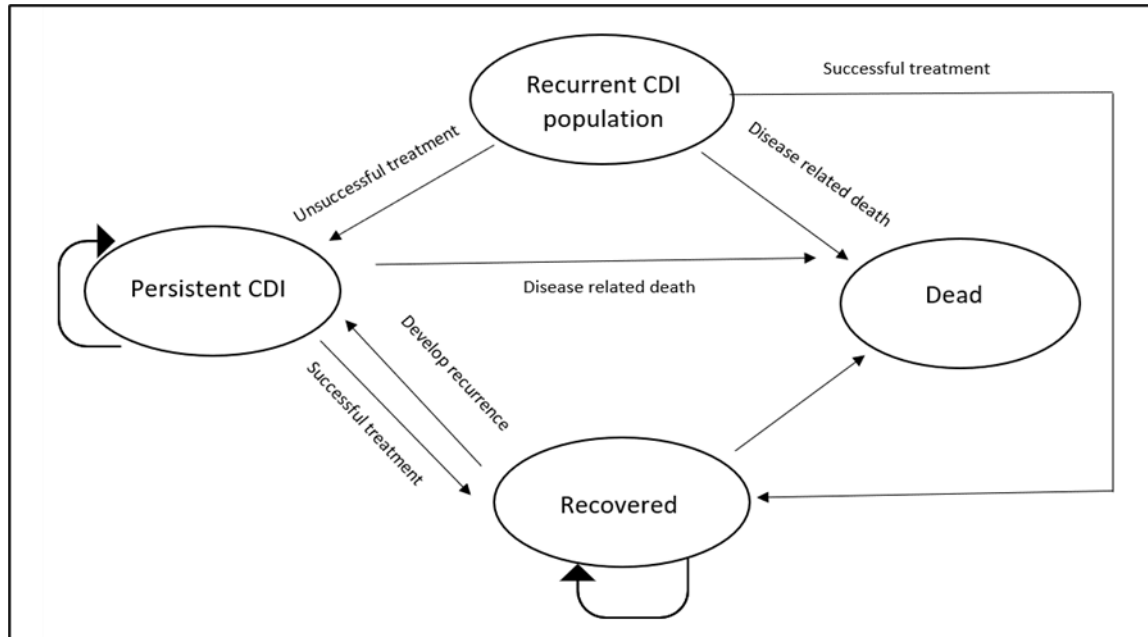 Recurrent CDI
population
Successful treatment
Unsuccessful treatment
Disease related death
Persistent CDI
Disease related death
Dead
Develop recurrence
Successful treatment
Recovered